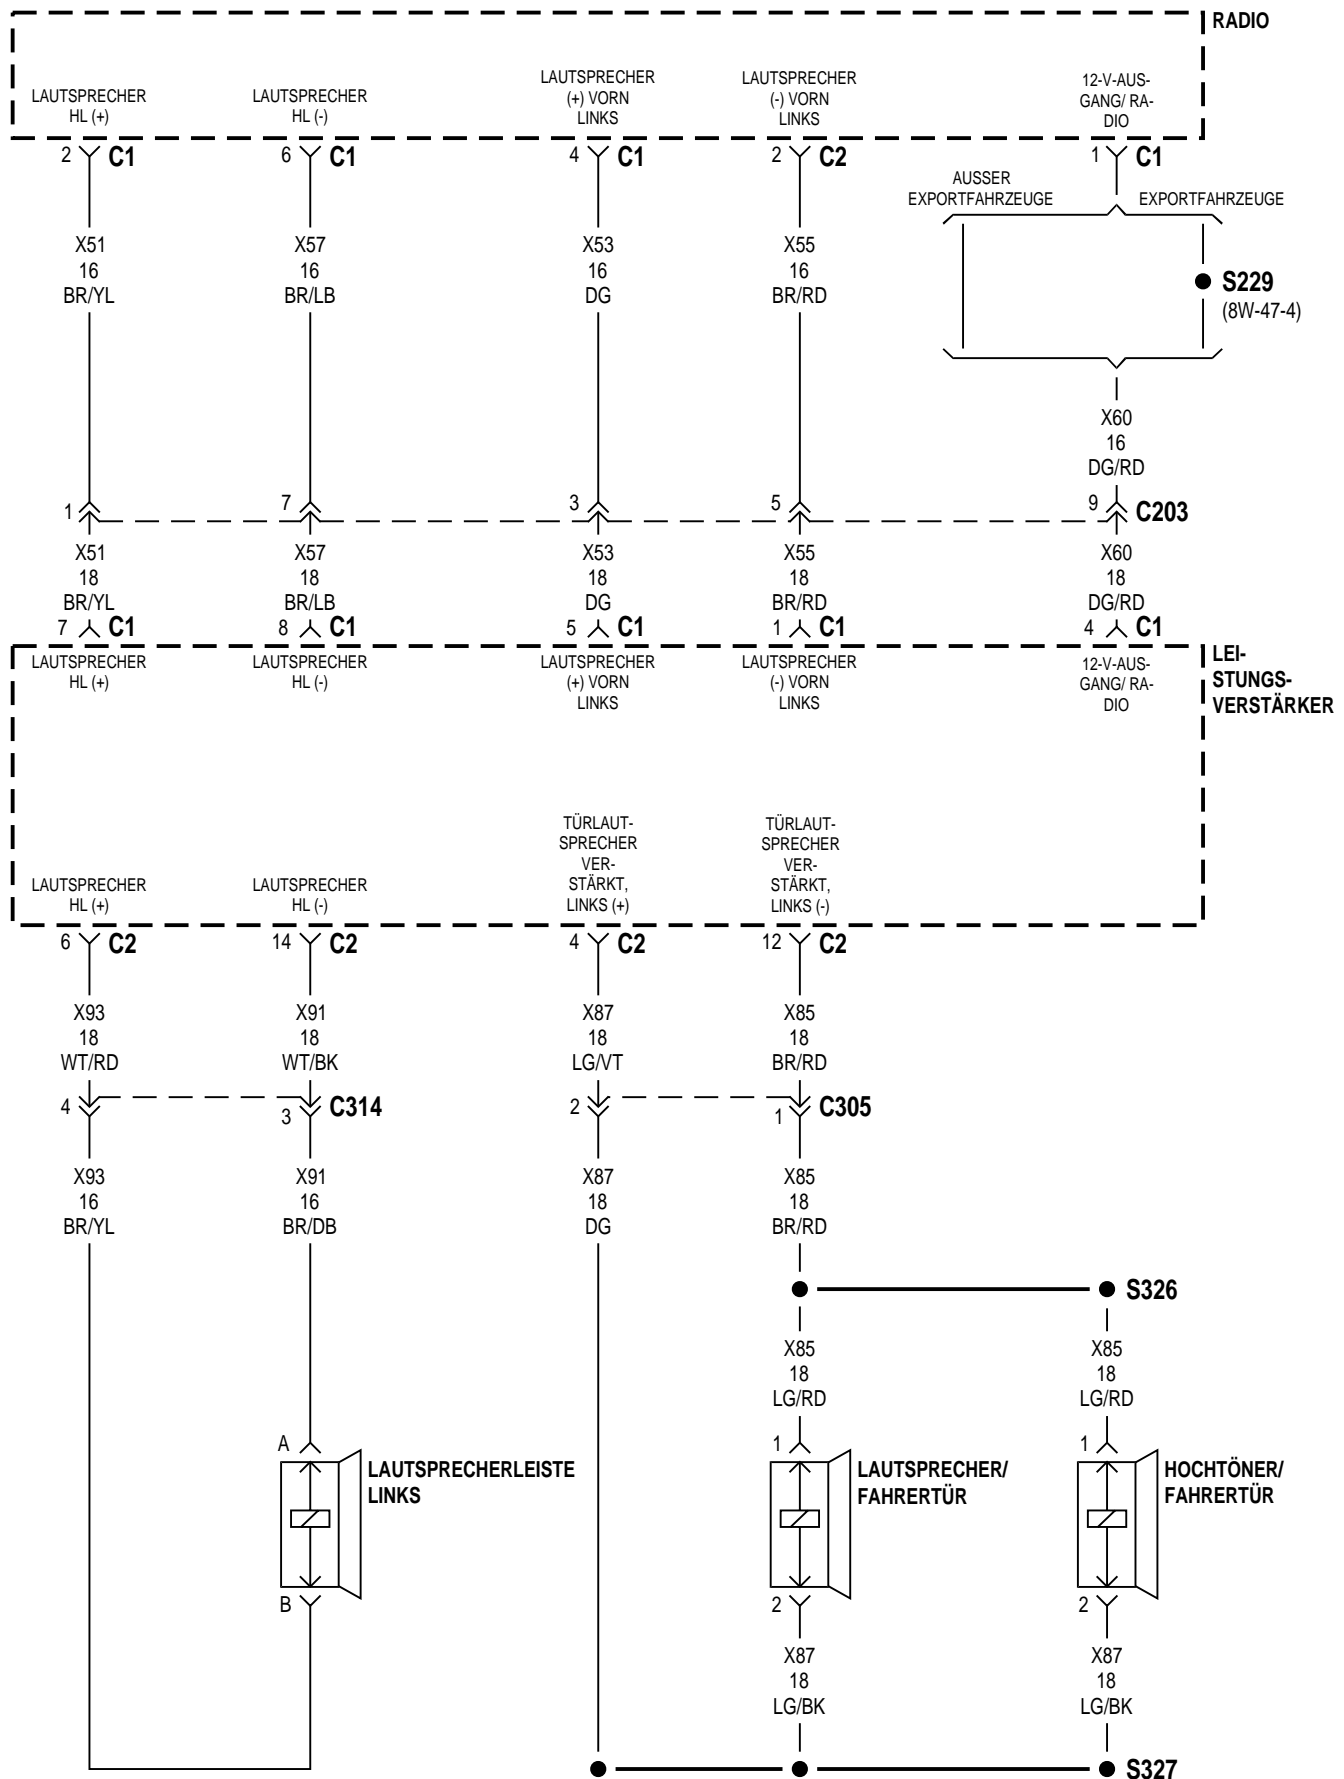 RADIO
LAUTSPRECHER
HL (+)
LAUTSPRECHER
HL (-)
LAUTSPRECHER
(+) VORN
LINKS
LAUTSPRECHER
(-) VORN
LINKS
12-V-AUS-
GANG/ RA-
DIO
2 C1
6 C1
4 C1
2 C2
1 C1
AUSSER
EXPORTFAHRZEUGE
EXPORTFAHRZEUGE
X51
16
BR/YL
X57
16
BR/LB
X53
16
DG
X55
16
BR/RD
S229
(8W-47-4)
X60
16
DG/RD
1
7
3
5
9 C203
X51
18
BR/YL
X57
18
BR/LB
X53
18
DG
X55
18
BR/RD
X60
18
DG/RD
7 C1
8 C1
5 C1
1 C1
4 C1
LAUTSPRECHER
HL (+)
LAUTSPRECHER
HL (-)
LAUTSPRECHER
(+) VORN
LINKS
LAUTSPRECHER
(-) VORN
LINKS
12-V-AUS-
GANG/ RA-
DIO
LEI-
STUNGS-
VERSTÄRKER
LAUTSPRECHER
HL (+)
LAUTSPRECHER
HL (-)
TÜRLAUT-
SPRECHER
VER-
STÄRKT,
LINKS (+)
TÜRLAUT-
SPRECHER
VER-
STÄRKT,
LINKS (-)
6 C2
14 C2
4 C2
12 C2
X93
18
WT/RD
X91
18
WT/BK
X87
18
LG/VT
X85
18
BR/RD
4
3 C314
2
1 C305
X93
16
BR/YL
X91
16
BR/DB
X87
18
DG
X85
18
BR/RD
S326
X85
18
LG/RD
X85
18
LG/RD
A
1
1
LAUTSPRECHERLEISTE
LINKS
LAUTSPRECHER/
FAHRERTÜR
HOCHTÖNER/
FAHRERTÜR
B
2
2
X87
18
LG/BK
X87
18
LG/BK
S327